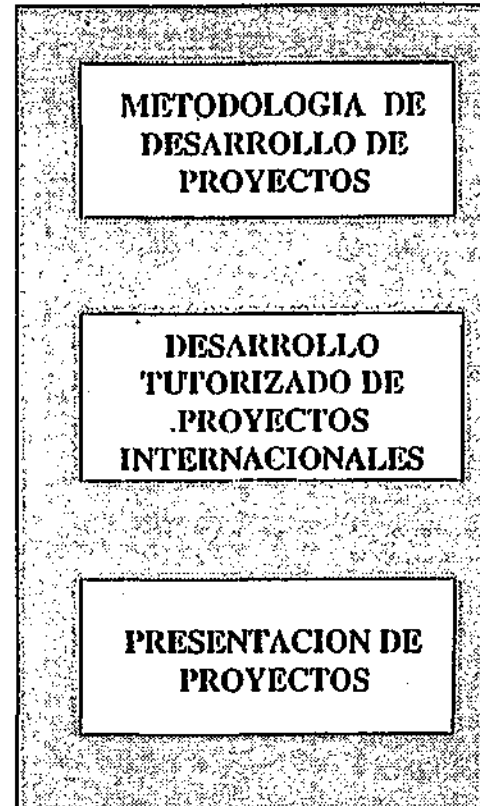 METODOLOGIA DE
DESARROLLO DE
PROYECTOS
DESARROLLO
TUTORIZADO DE
PROYECTOS
INTERNACIONALES
PRESENTACION DE
PROYECTOS